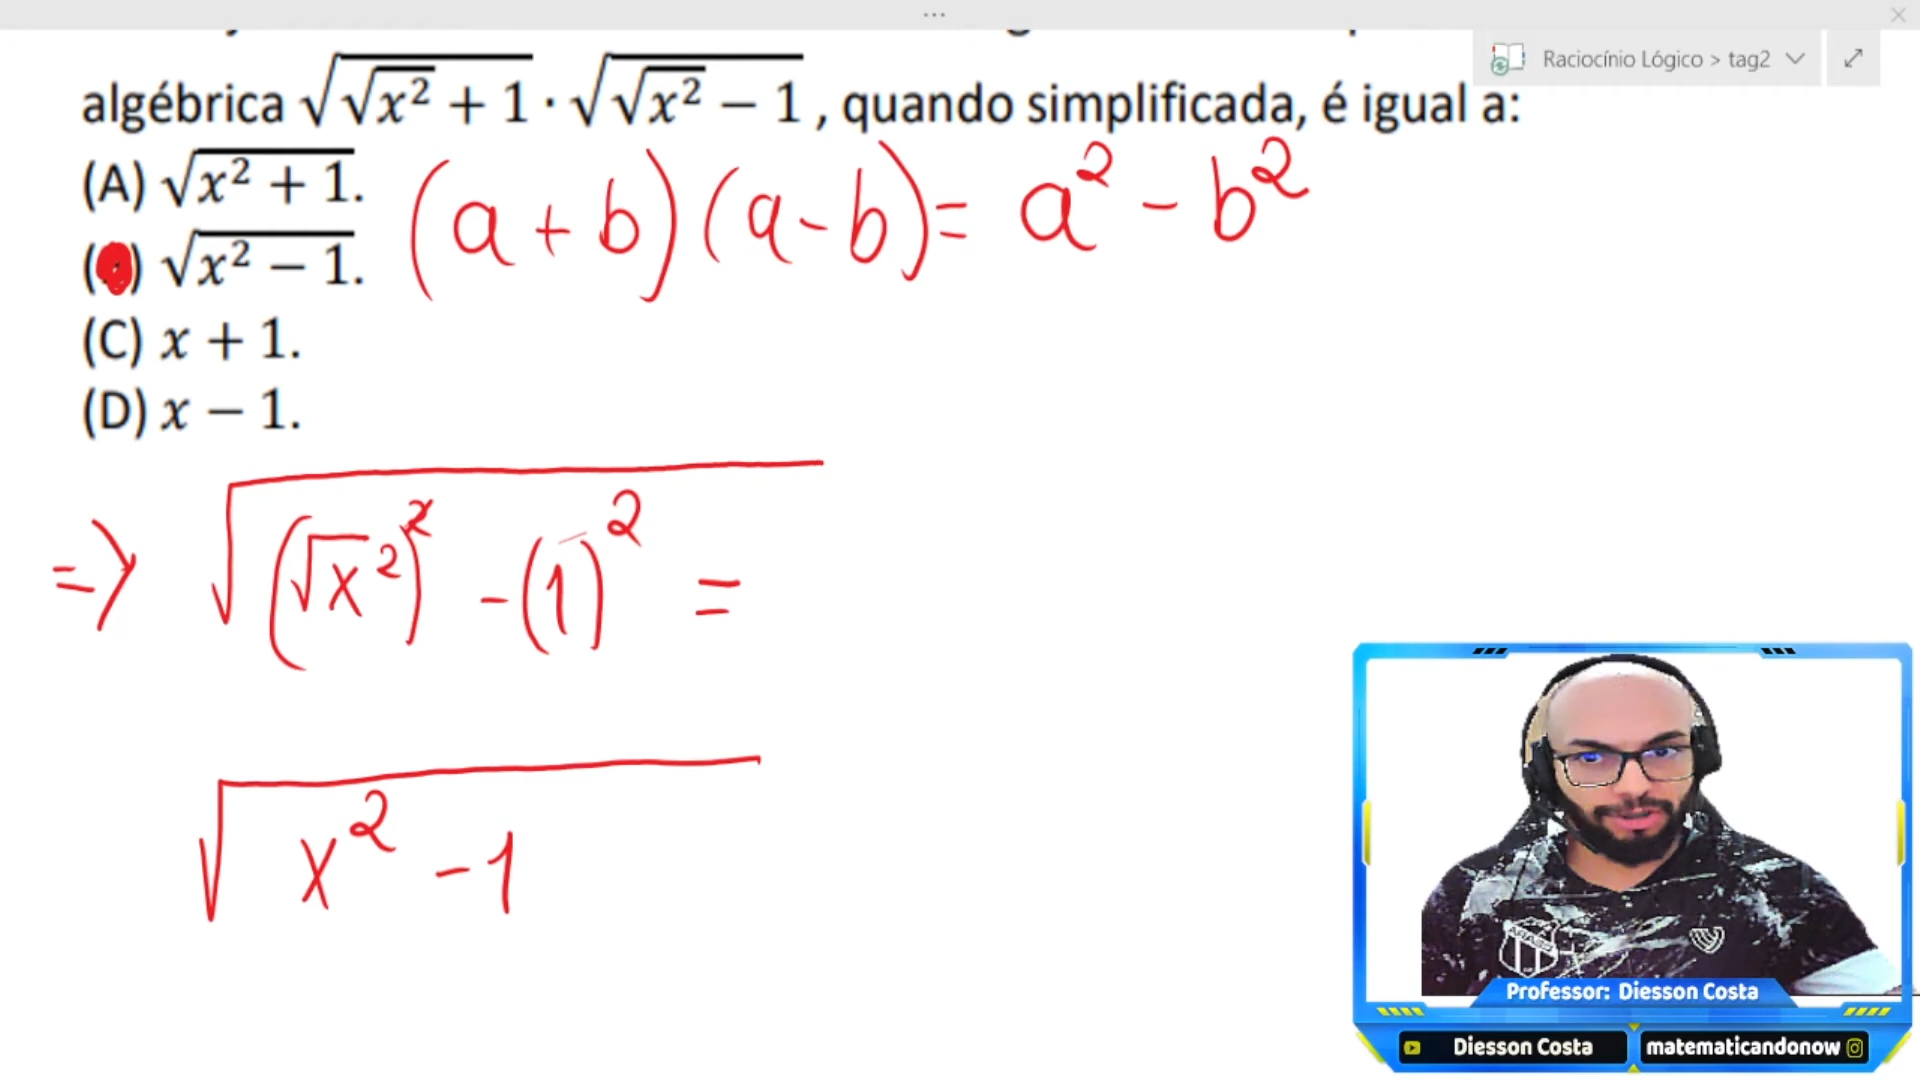 ...
Raciocínio Lógico > tag2
algébrica √(√x² + 1) · √(√x² − 1), quando simplificada, é igual a:
(A) √(x² + 1).
(a + b) (a - b) = a² - b²
( ) √(x² − 1).
(C) x + 1.
(D) x − 1.
=> √((√x²)² - (1)²) =
√(x² - 1)
Professor: Diesson Costa
Diesson Costa
matematicandonow